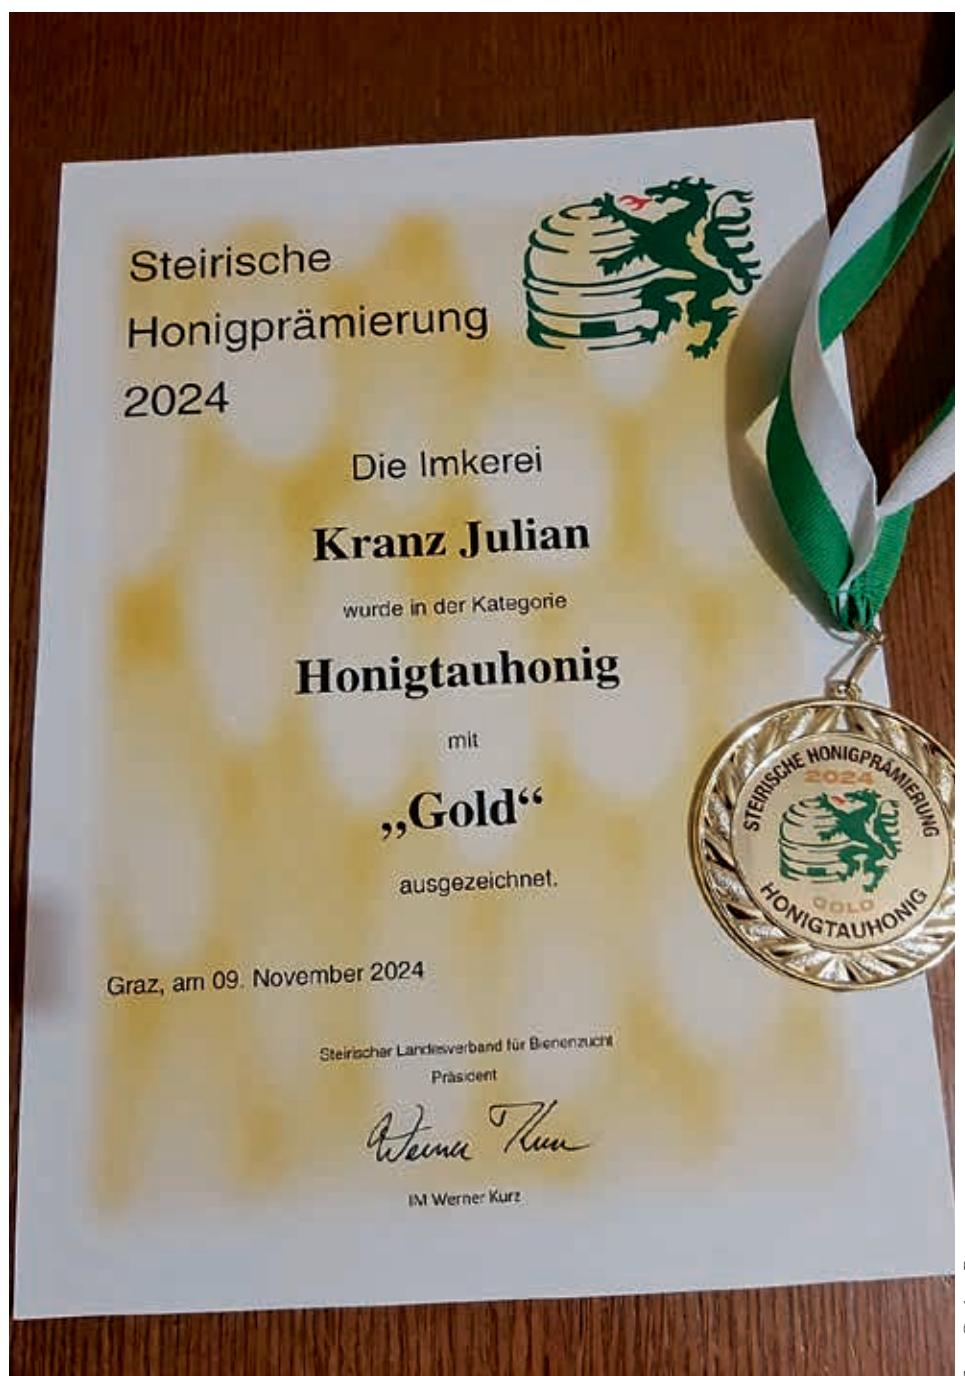 Steirische
Honigprämierung
2024
Die Imkerei
Kranz Julian
wurde in der Kategorie
Honigtauhonig
mit
„Gold“
ausgezeichnet.
Graz, am 09. November 2024
Steirischer Landesverband für Bienenzucht
Präsident
IM Werner Kurz
STEIRISCHE HONIGPRÄMIERUNG
2024
GOLD
HONIGTAUHONIG